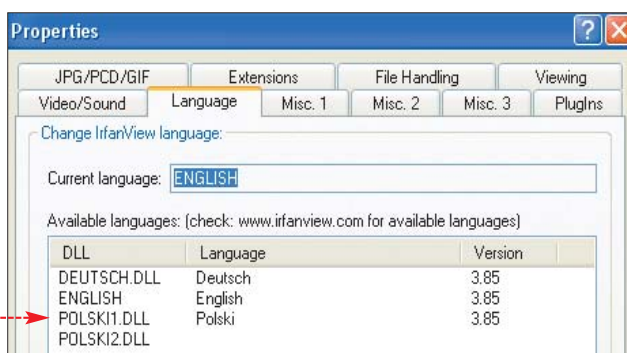 Properties
JPG/PCD/GIF Extensions File Handling Viewing
Video/Sound Language Misc. 1 Misc. 2 Misc. 3 PlugIns
Change IrfanView language:
Current language: ENGLISH
Available languages: (check: www.irfanview.com for available languages)
DLL Language Version
DEUTSCH.DLL Deutsch 3.85
ENGLISH English 3.85
POLSKI1.DLL Polski 3.85
POLSKI2.DLL